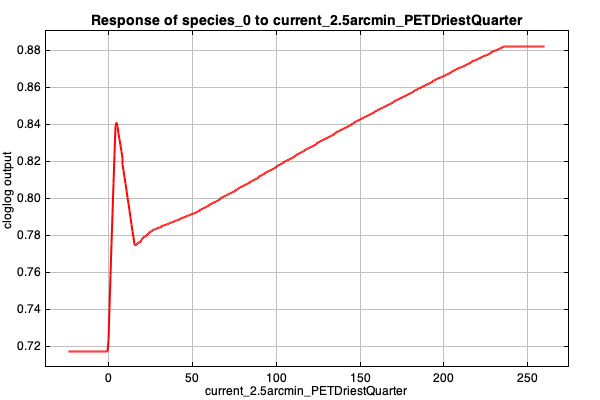 Response of species_0 to current_2.5arcmin_PETDriestQuarter
0.88
0.86
0.84
0.82
0.80
0.78
0.76
0.74
0.72
cloglog output
0 50 100 150 200 250
current_2.5arcmin_PETDriestQuarter